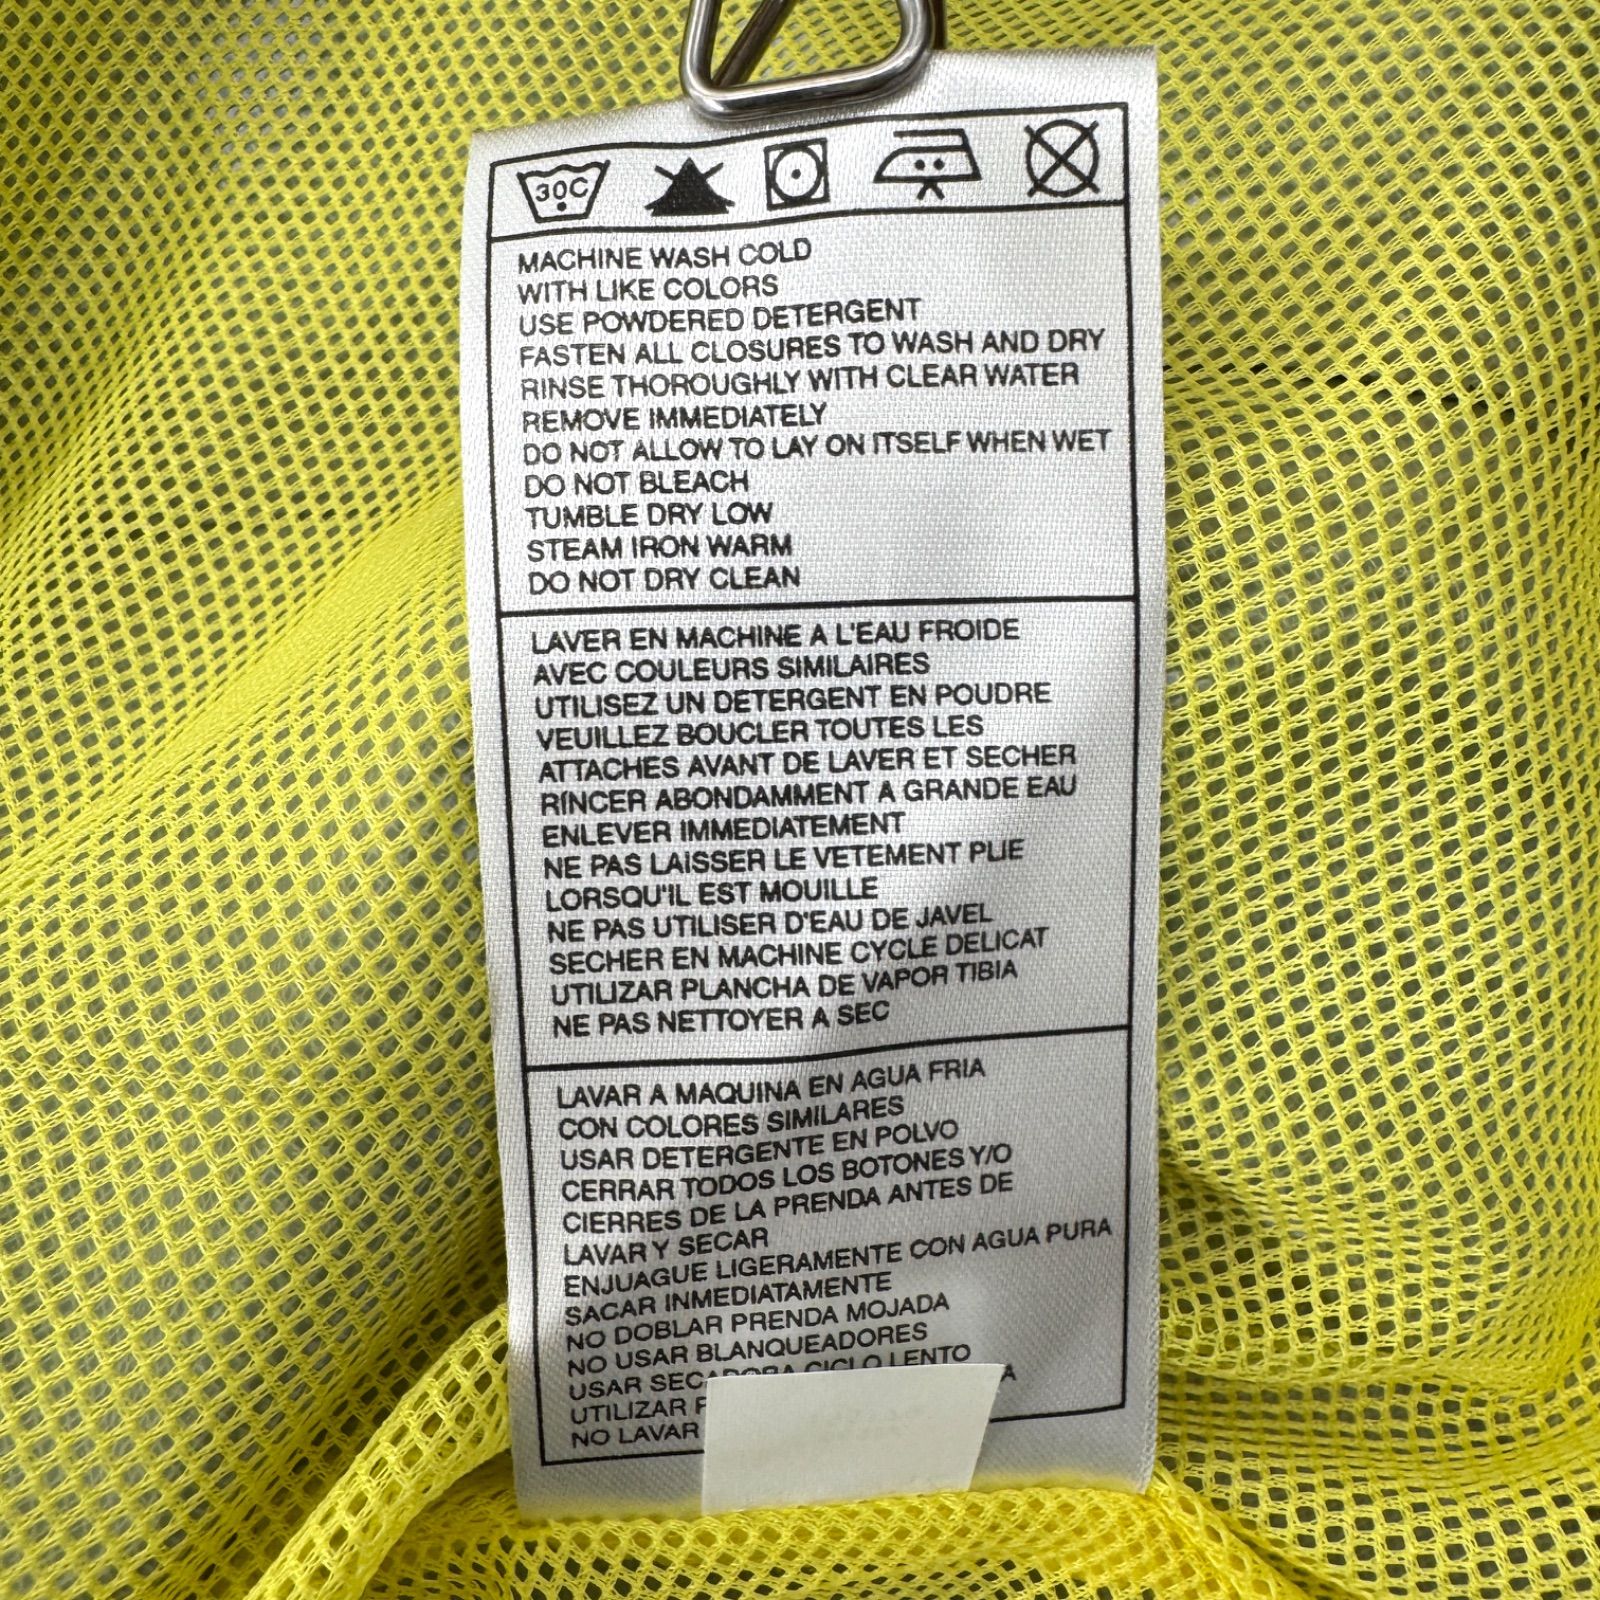 30C
MACHINE WASH COLD
WITH LIKE COLORS
USE POWDERED DETERGENT
FASTEN ALL CLOSURES TO WASH AND DRY
RINSE THOROUGHLY WITH CLEAR WATER
REMOVE IMMEDIATELY
DO NOT ALLOW TO LAY ON ITSELF WHEN WET
DO NOT BLEACH
TUMBLE DRY LOW
STEAM IRON WARM
DO NOT DRY CLEAN
LAVER EN MACHINE A L'EAU FROIDE
AVEC COULEURS SIMILAIRES
UTILISEZ UN DETERGENT EN POUDRE
VEUILLEZ BOUCLER TOUTES LES
ATTACHES AVANT DE LAVER ET SECHER
RINCER ABONDAMMENT A GRANDE EAU
ENLEVER IMMEDIATEMENT
NE PAS LAISSER LE VETEMENT PLIE
LORSQU'IL EST MOUILLE
NE PAS UTILISER D'EAU DE JAVEL
SECHER EN MACHINE CYCLE DELICAT
UTILIZAR PLANCHA DE VAPOR TIBIA
NE PAS NETTOYER A SEC
LAVAR A MAQUINA EN AGUA FRIA
CON COLORES SIMILARES
USAR DETERGENTE EN POLVO
CERRAR TODOS LOS BOTONES Y/O
CIERRES DE LA PRENDA ANTES DE
LAVAR Y SECAR
ENJUAGUE LIGERAMENTE CON AGUA PURA
SACAR INMEDIATAMENTE
NO DOBLAR PRENDA MOJADA
NO USAR BLANQUEADORES
USAR SECADORA CICLO LENTO
UTILIZAR
NO LAVAR